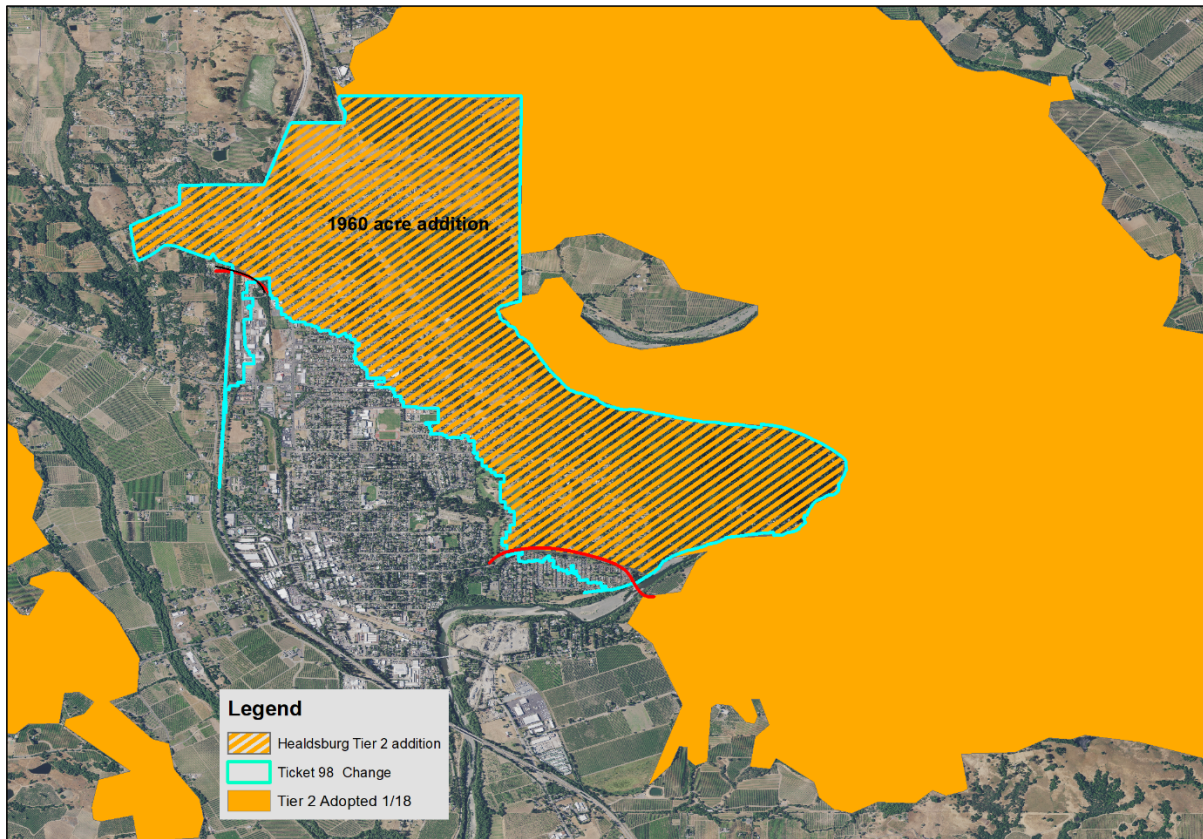 1960 acre addition
Legend
Healdsburg Tier 2 addition
Ticket 98 Change
Tier 2 Adopted 1/18